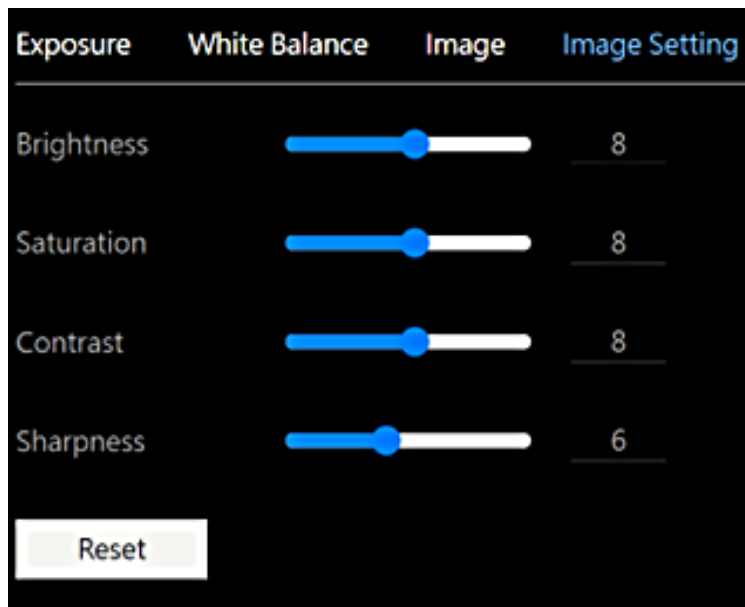 Exposure White Balance Image Image Setting
Brightness 8
Saturation 8
Contrast 8
Sharpness 6
Reset